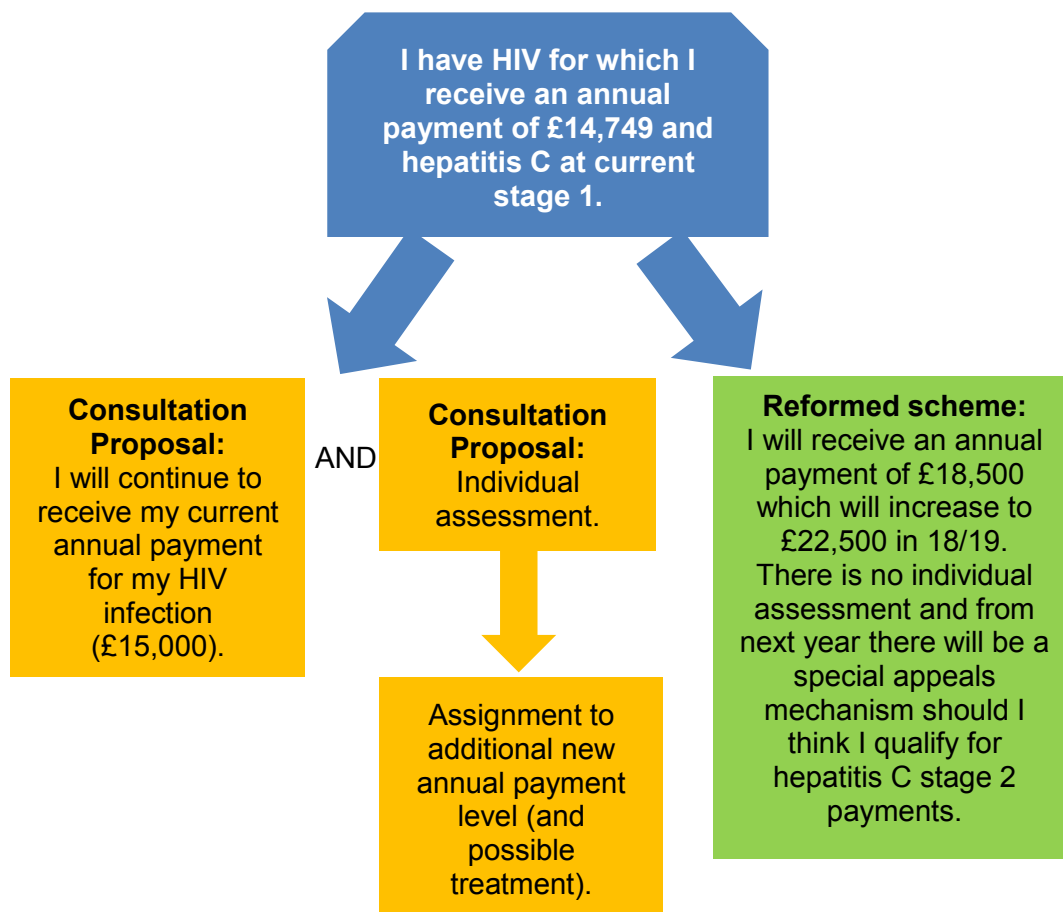 I have HIV for which I
receive an annual
payment of £14,749 and
hepatitis C at current
stage 1.
Consultation
Proposal:
I will continue to
receive my current
annual payment
for my HIV
infection
(£15,000).
AND
Consultation
Proposal:
Individual
assessment.
Assignment to
additional new
annual payment
level (and
possible
treatment).
Reformed scheme:
I will receive an annual
payment of £18,500
which will increase to
£22,500 in 18/19.
There is no individual
assessment and from
next year there will be a
special appeals
mechanism should I
think I qualify for
hepatitis C stage 2
payments.